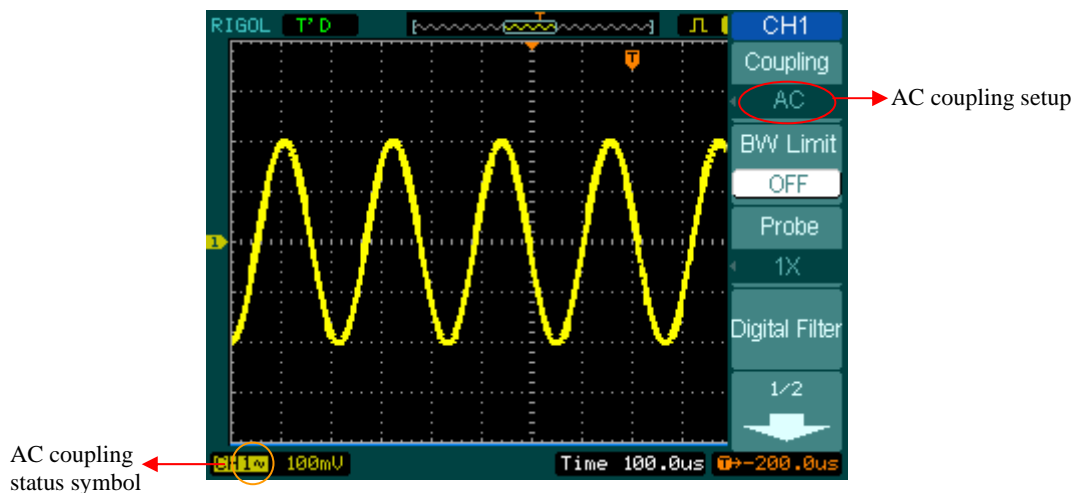 RIGOL T'D T CH1
Coupling
T
AC
AC coupling setup
BW Limit
OFF
Probe
1
1X
Digital Filter
1/2
AC coupling
status symbol
CH1~ 100mV Time 100.0us T→-200.0us